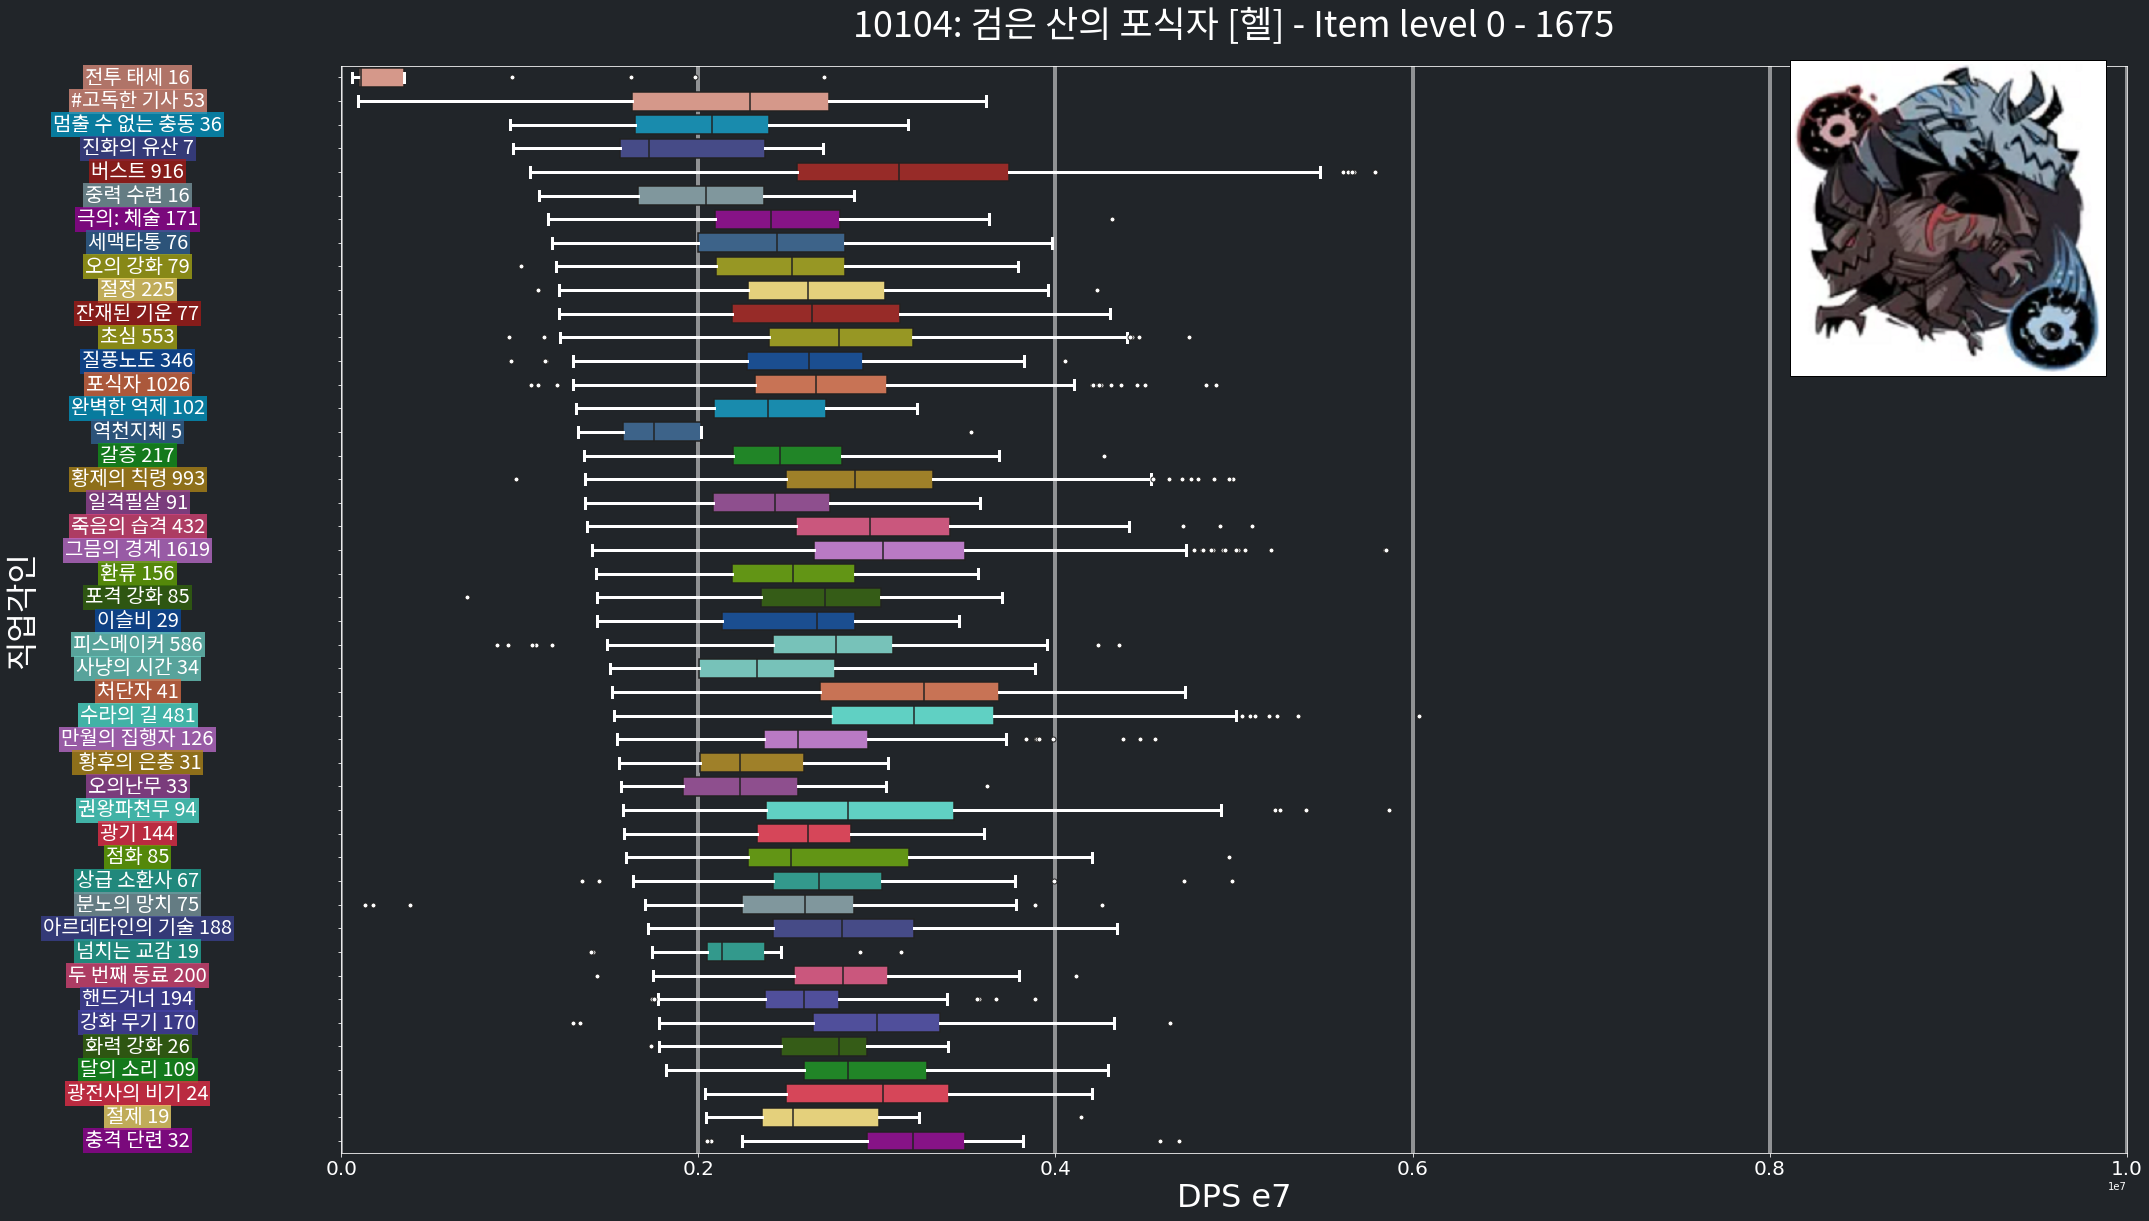 10104: 검은 산의 포식자 [헬] - Item level 0 - 1675
전투 태세 16
#고독한 기사 53
멈출 수 없는 충동 36
진화의 유산 7
버스트 916
중력 수련 16
극의: 체술 171
세맥타통 76
오의 강화 79
절정 225
잔재된 기운 77
초심 553
질풍노도 346
포식자 1026
완벽한 억제 102
역천지체 5
갈증 217
황제의 칙령 993
일격필살 91
죽음의 습격 432
그믐의 경계 1619
환류 156
포격 강화 85
이슬비 29
피스메이커 586
사냥의 시간 34
처단자 41
수라의 길 481
만월의 집행자 126
황후의 은총 31
오의난무 33
권왕파천무 94
광기 144
점화 85
상급 소환사 67
분노의 망치 75
아르데타인의 기술 188
넘치는 교감 19
두 번째 동료 200
핸드거너 194
강화 무기 170
화력 강화 26
달의 소리 109
광전사의 비기 24
절제 19
충격 단련 32
직업각인
0.0 0.2 0.4 0.6 0.8 1.0
1e7
DPS e7